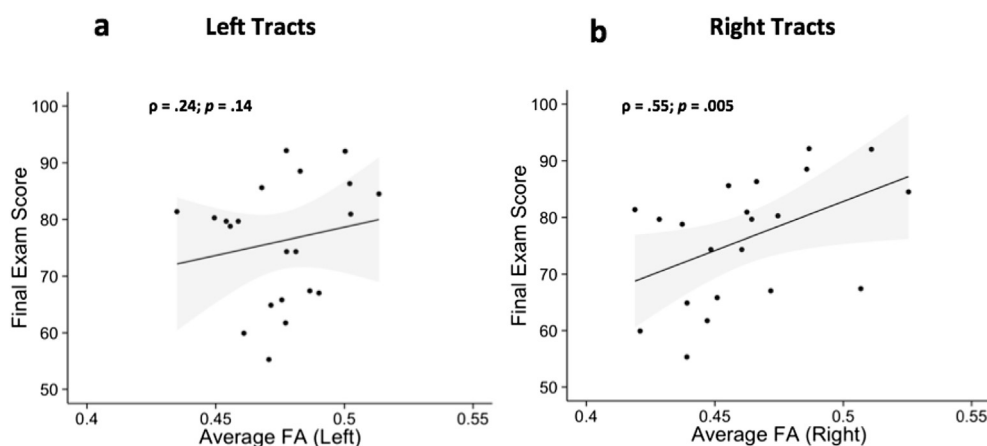 a Left Tracts
ρ = .24; p = .14
100
90
80
70
60
50
Final Exam Score
0.4 0.45 0.5 0.55
Average FA (Left)
b Right Tracts
ρ = .55; p = .005
100
90
80
70
60
50
Final Exam Score
0.4 0.45 0.5 0.55
Average FA (Right)